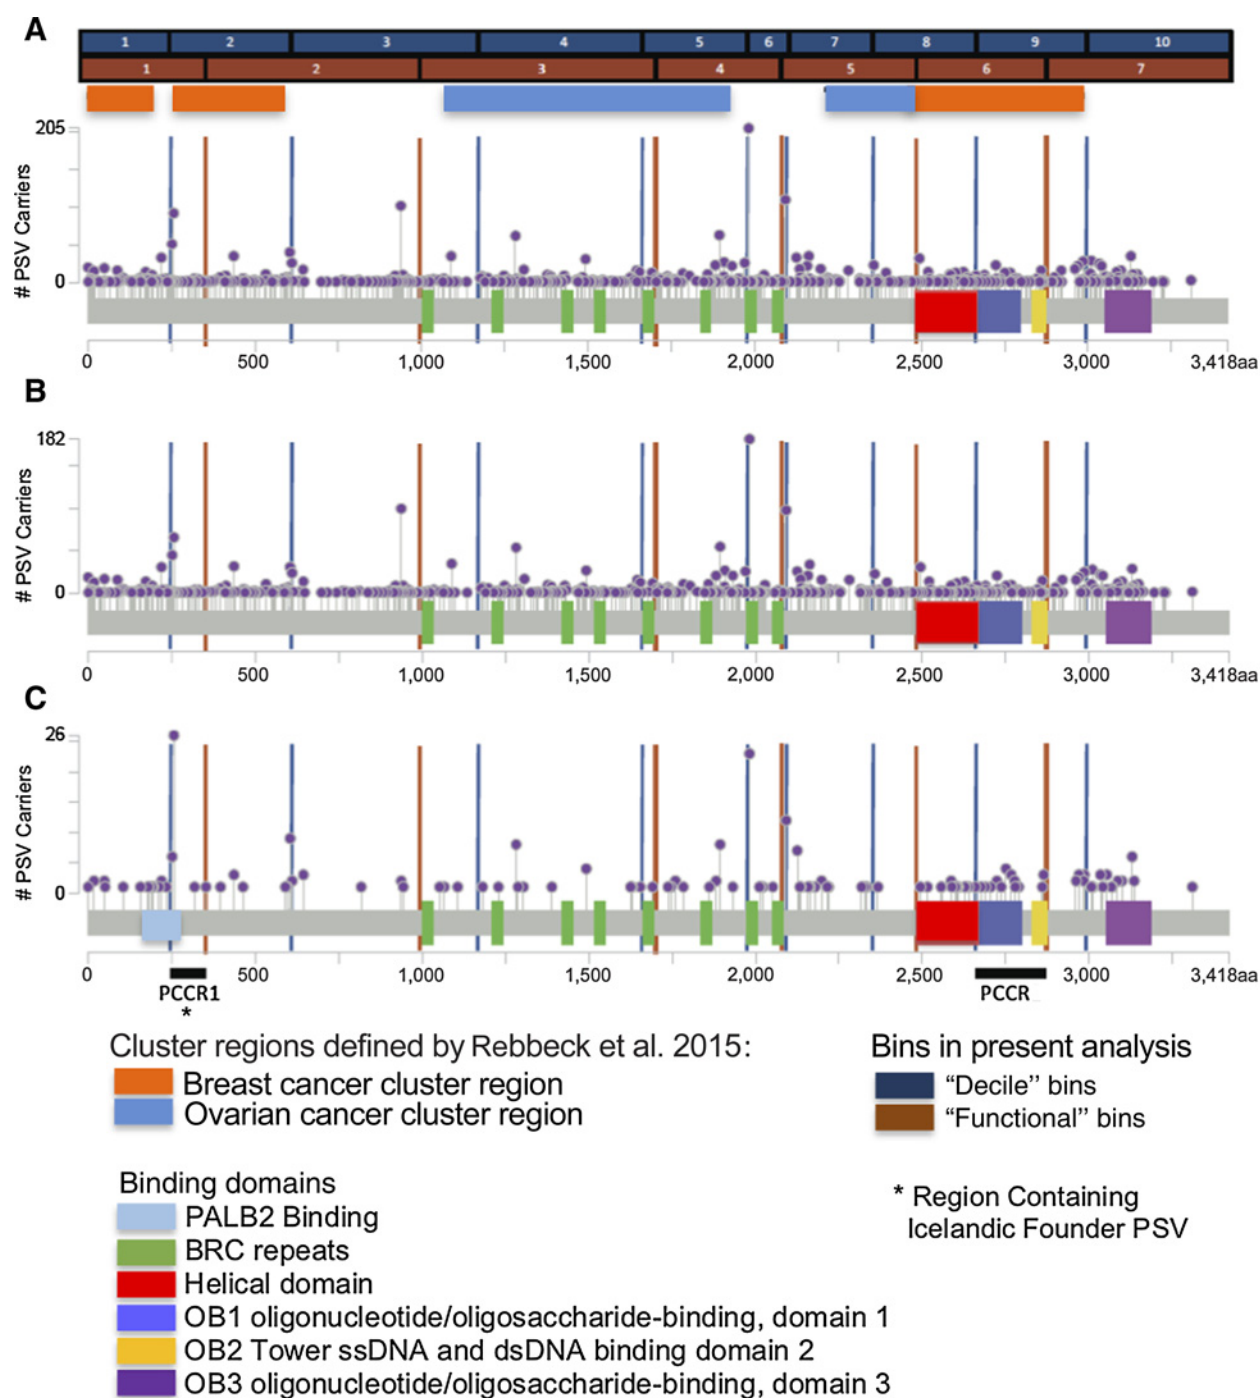 A
1 2 3 4 5 6 7 8 9 10
1 2 3 4 5 6 7
205
# PSV Carriers
0
0 500 1,000 1,500 2,000 2,500 3,000 3,418aa
B
182
# PSV Carriers
0
0 500 1,000 1,500 2,000 2,500 3,000 3,418aa
C
26
# PSV Carriers
0
0 500 1,000 1,500 2,000 2,500 3,000 3,418aa
PCCR1 PCCR
*
Cluster regions defined by Rebbeck et al. 2015:
Breast cancer cluster region
Ovarian cancer cluster region
Bins in present analysis
“Decile” bins
“Functional” bins
Binding domains
PALB2 Binding
BRC repeats
Helical domain
OB1 oligonucleotide/oligosaccharide-binding, domain 1
OB2 Tower ssDNA and dsDNA binding domain 2
OB3 oligonucleotide/oligosaccharide-binding, domain 3
* Region Containing
Icelandic Founder PSV